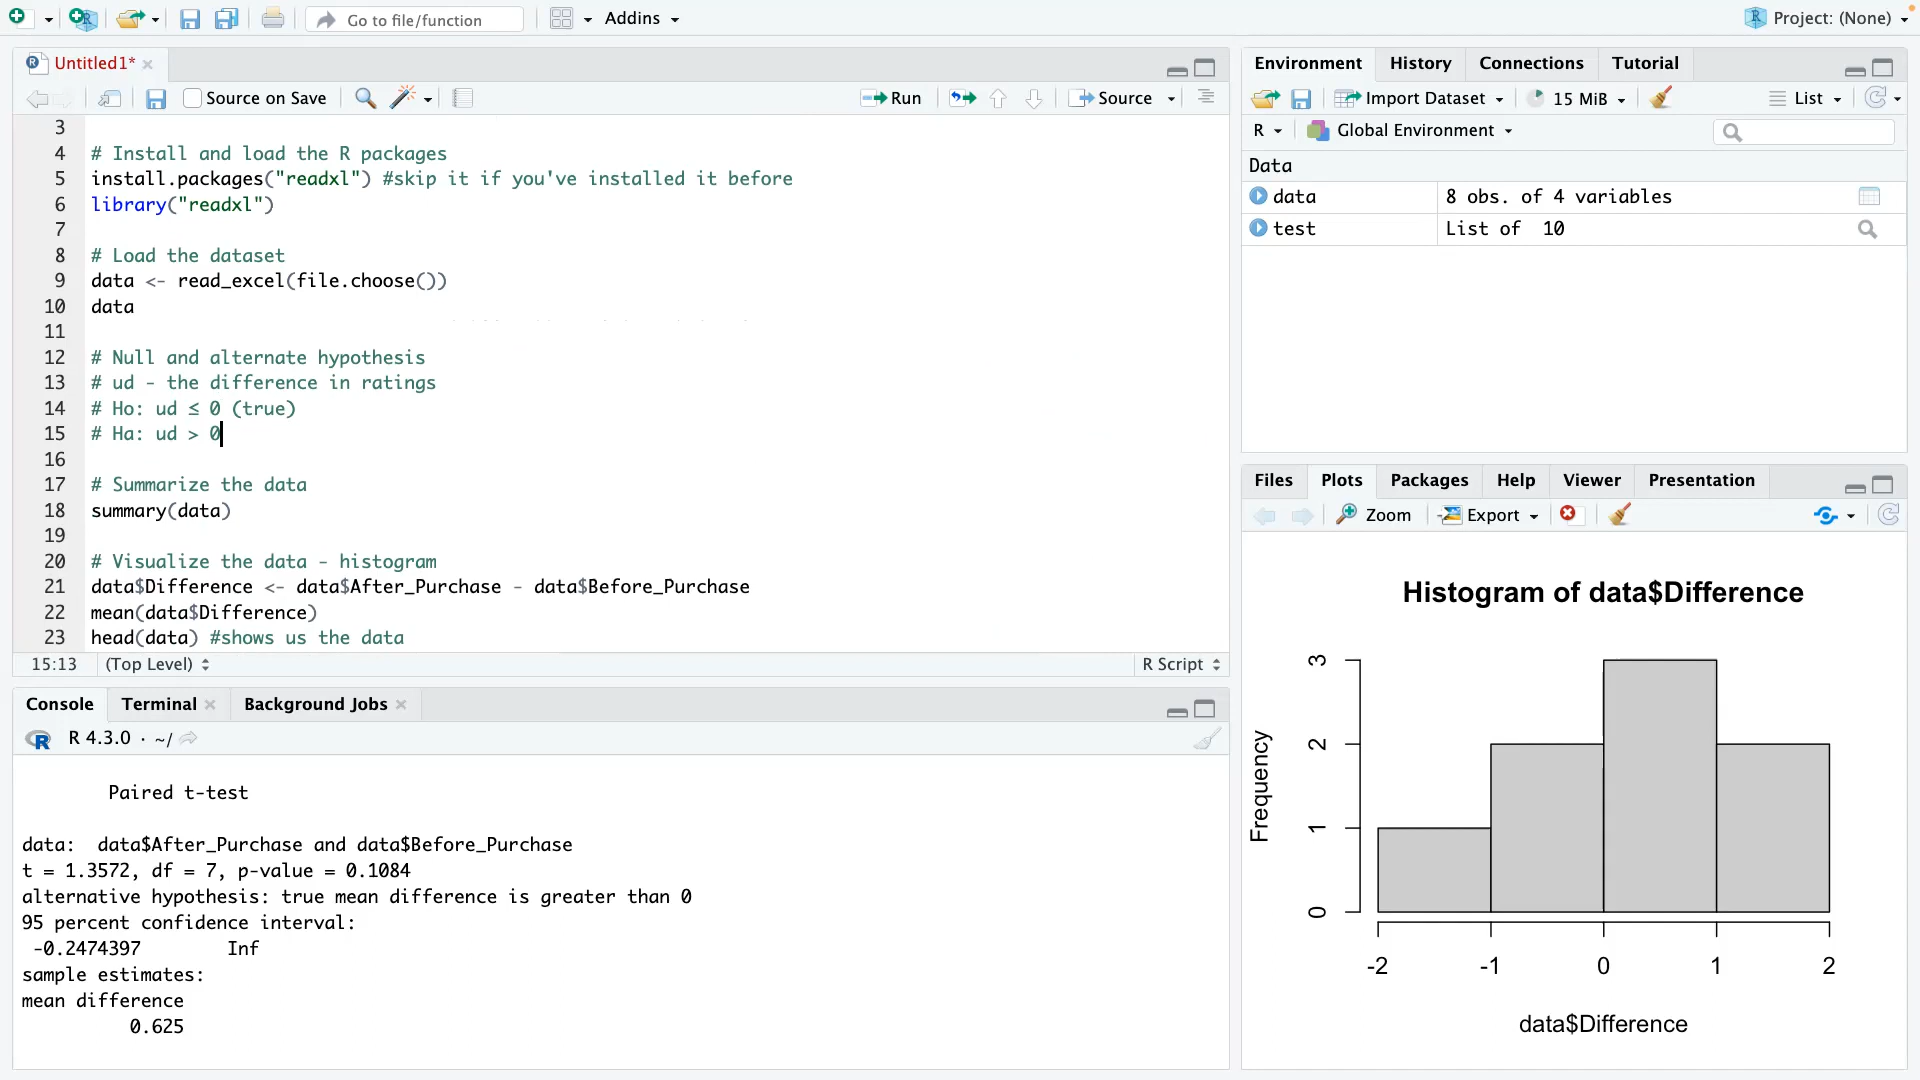 Go to file/function
Addins
Project: (None)
Untitled1*
Source on Save
Run
Source
3
4 # Install and load the R packages
5 install.packages("readxl") #skip it if you've installed it before
6 library("readxl")
7
8 # Load the dataset
9 data <- read_excel(file.choose())
10 data
11
12 # Null and alternate hypothesis
13 # ud - the difference in ratings
14 # Ho: ud ≤ 0 (true)
15 # Ha: ud > 0
16
17 # Summarize the data
18 summary(data)
19
20 # Visualize the data - histogram
21 data$Difference <- data$After_Purchase - data$Before_Purchase
22 mean(data$Difference)
23 head(data) #shows us the data
15:13 (Top Level) R Script
Console Terminal Background Jobs
R 4.3.0 · ~/
Paired t-test
data:  data$After_Purchase and data$Before_Purchase
t = 1.3572, df = 7, p-value = 0.1084
alternative hypothesis: true mean difference is greater than 0
95 percent confidence interval:
-0.2474397 Inf
sample estimates:
mean difference
0.625
Environment History Connections Tutorial
Import Dataset 15 MiB List
R Global Environment
Data
data 8 obs. of 4 variables
test List of  10
Files Plots Packages Help Viewer Presentation
Zoom Export
Histogram of data$Difference
Frequency
3
2
1
0
-2 -1 0 1 2
data$Difference